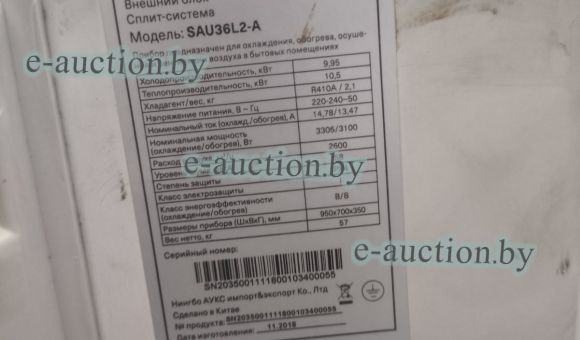 Внешний блок
Сплит-система
Модель: SAU36L2-A
назначен для охлаждения, обогрева, осуше-
воздуха в бытовых помещениях
e-auction.by
Холодопроизводительность, кВт 9,95
Теплопроизводительность, кВт 10,5
Хладагент/вес, кг R410A / 2,1
Напряжение питания, В – Гц 220-240~50
Номинальный ток (охлажд./обогрев), А 14,78/13,47
Номинальная мощность
(охлаждение/обогрев), Вт 3305/3100
Расход 2600
e-auction.by
Степень защиты
Класс электрозащиты I
Класс энергоэффективности
(охлаждение/обогрев) B/B
Размеры прибора (ШхВхГ), мм 950x700x350
Вес нетто, кг 57
e-auction.by
Серийный номер:
SN2035001111800103400055
Нингбо АУКС импорт&экспорт Ко., Лтд
Сделано в Китае
№ продукта: SN2035001111800103400055
Дата изготовления: 11.2018